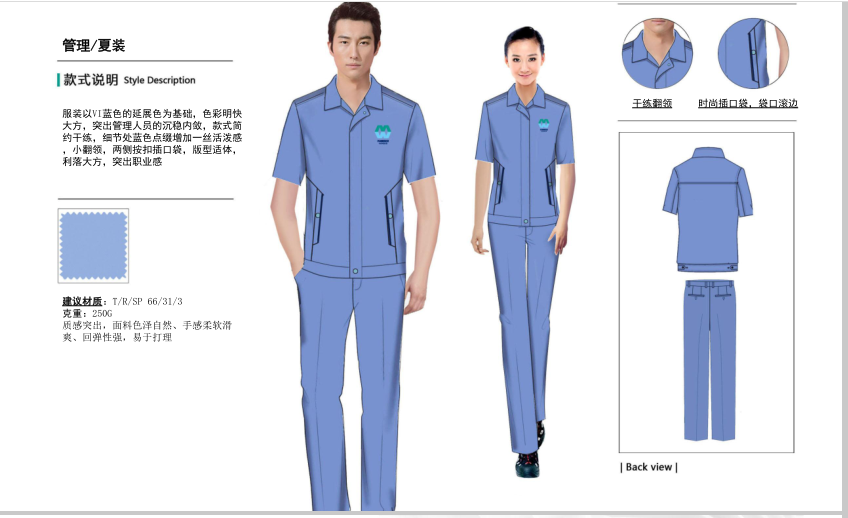 管理/夏装
款式说明 Style Description
服装以VI蓝色的延展色为基础，色彩明快
大方，突出管理人员的沉稳内敛，款式简
约干练，细节处蓝色点缀增加一丝活泼感
，小翻领，两侧按扣插口袋，版型适体，
利落大方，突出职业感
建议材质：T/R/SP 66/31/3
克重：250G
质感突出，面料色泽自然、手感柔软滑
爽、回弹性强，易于打理
干练翻领
时尚插口袋，袋口滚边
| Back view |